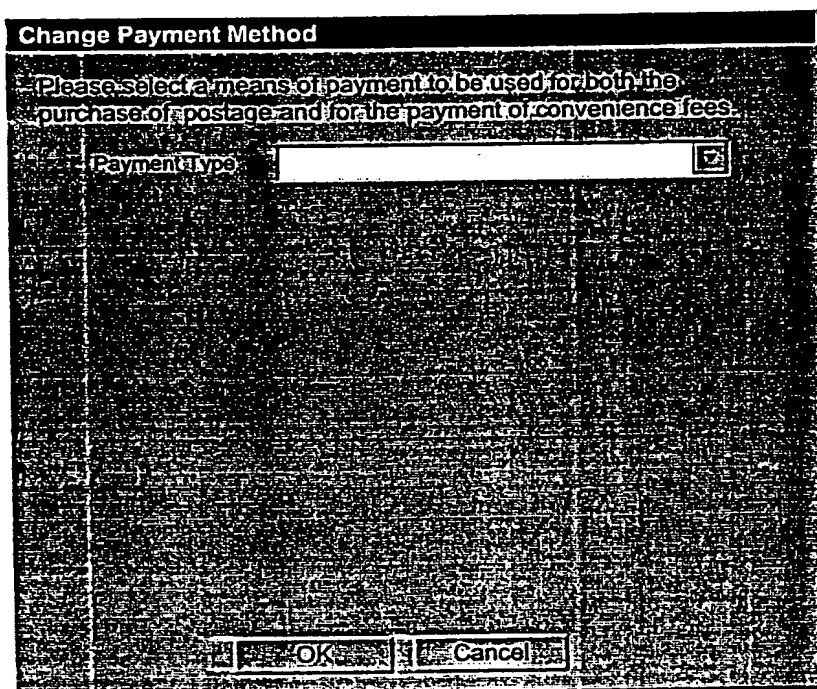 Change Payment Method
Please select a means of payment to be used for both the
purchase of postage and for the payment of convenience fees.
Payment Type
OK Cancel